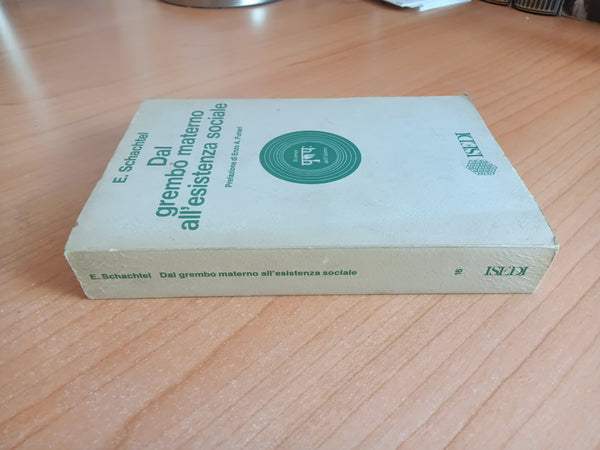 E. Schachtel
Dal
grembo materno
all'esistenza sociale
Prefazione di Enzo A. Funari
ISEDI
E. Schachtel Dal grembo materno all'esistenza sociale
16
ISEDI